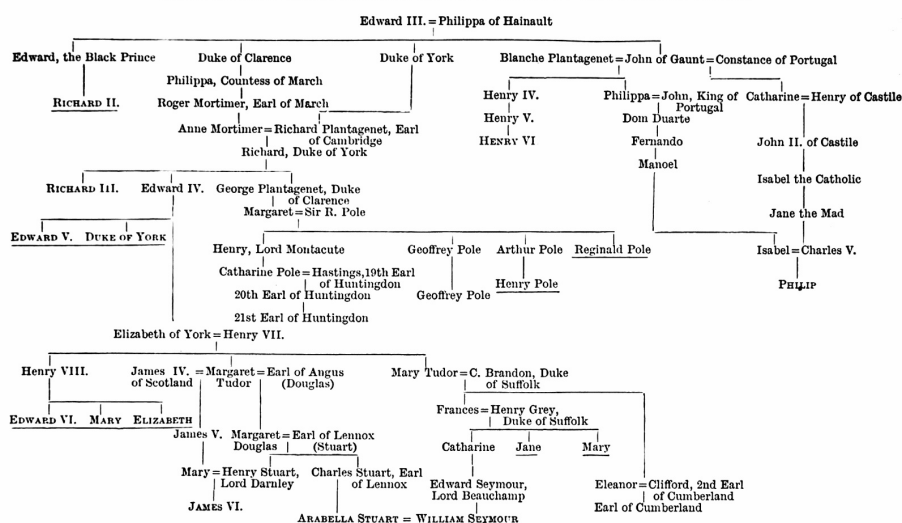 Edward III. = Philippa of Hainault
Edward, the Black Prince Duke of Clarence Duke of York Blanche Plantagenet = John of Gaunt = Constance of Portugal
Philippa, Countess of March
RICHARD II. Roger Mortimer, Earl of March Henry IV. Philippa = John, King of Portugal Catharine = Henry of Castile
Anne Mortimer = Richard Plantagenet, Earl of Cambridge Henry V. Dom Duarte
Richard, Duke of York HENRY VI Fernando John II. of Castile
Manoel
RICHARD III. Edward IV. George Plantagenet, Duke of Clarence Isabel the Catholic
Margaret = Sir R. Pole Jane the Mad
EDWARD V. DUKE OF YORK
Henry, Lord Montacute Geoffrey Pole Arthur Pole Reginald Pole Isabel = Charles V.
Catharine Pole = Hastings, 19th Earl of Huntingdon Henry Pole PHILIP
20th Earl of Huntingdon Geoffrey Pole
21st Earl of Huntingdon
Elizabeth of York = Henry VII.
Henry VIII. James IV. of Scotland = Margaret Tudor = Earl of Angus (Douglas) Mary Tudor = C. Brandon, Duke of Suffolk
EDWARD VI. MARY ELIZABETH Frances = Henry Grey, Duke of Suffolk
James V. Margaret Douglas = Earl of Lennox (Stuart) Catharine Jane Mary
Mary = Henry Stuart, Lord Darnley Charles Stuart, Earl of Lennox Edward Seymour, Lord Beauchamp Eleanor = Clifford, 2nd Earl of Cumberland
JAMES VI. Earl of Cumberland
ARABELLA STUART = WILLIAM SEYMOUR